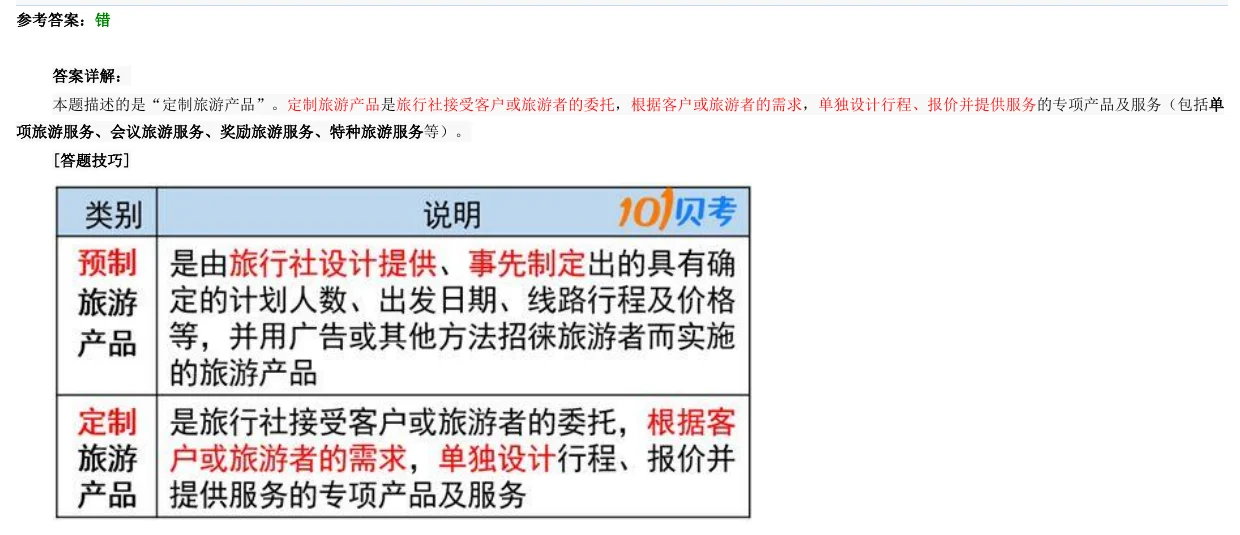 参考答案：错
答案详解：
本题描述的是“定制旅游产品”。定制旅游产品是旅行社接受客户或旅游者的委托，根据客户或旅游者的需求，单独设计行程、报价并提供服务的专项产品及服务（包括单
项旅游服务、会议旅游服务、奖励旅游服务、特种旅游服务等）。
[答题技巧]
类别 说明 101贝考
预制
旅游
产品
是由旅行社设计提供、事先制定出的具有确
定的计划人数、出发日期、线路行程及价格
等，并用广告或其他方法招徕旅游者而实施
的旅游产品
定制
旅游
产品
是旅行社接受客户或旅游者的委托，根据客
户或旅游者的需求，单独设计行程、报价并
提供服务的专项产品及服务